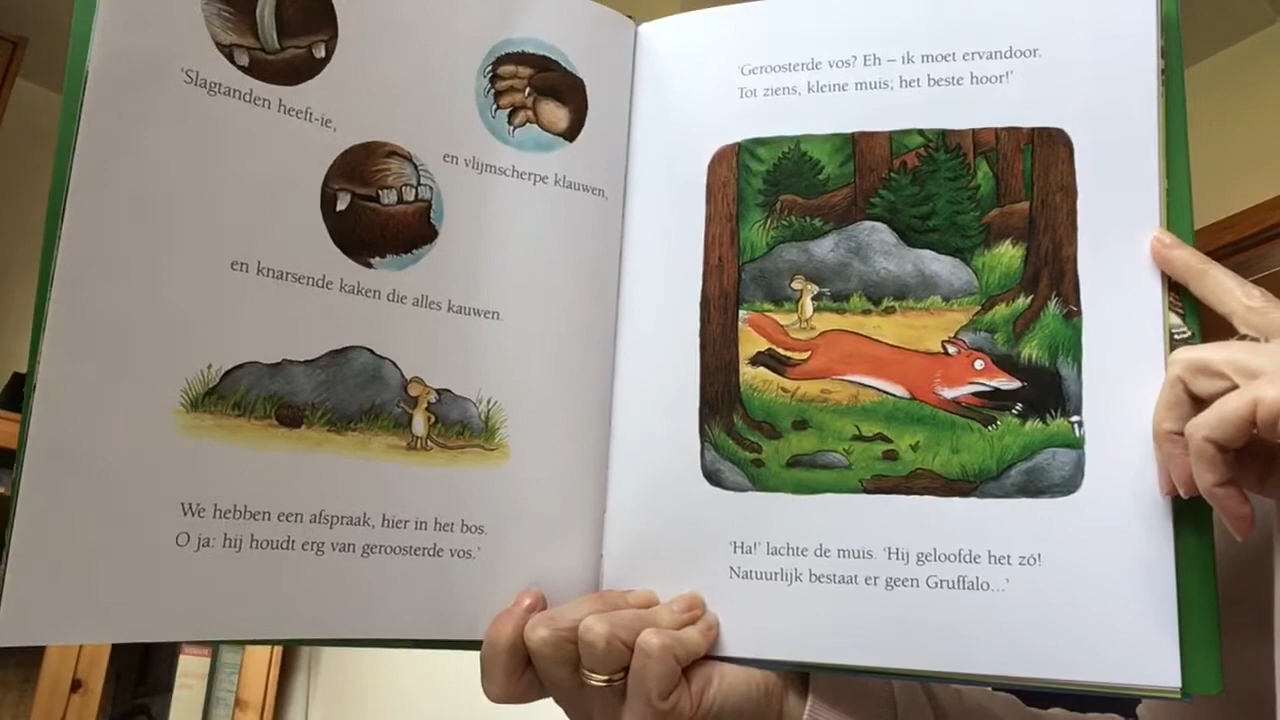 'Slagtanden heeft-ie,
en vlijmscherpe klauwen,
en knarsende kaken die alles kauwen.
We hebben een afspraak, hier in het bos.
O ja: hij houdt erg van geroosterde vos.'
'Geroosterde vos? Eh – ik moet ervandoor.
Tot ziens, kleine muis; het beste hoor!'
'Ha!' lachte de muis. 'Hij geloofde het zó!
Natuurlijk bestaat er geen Gruffalo...'